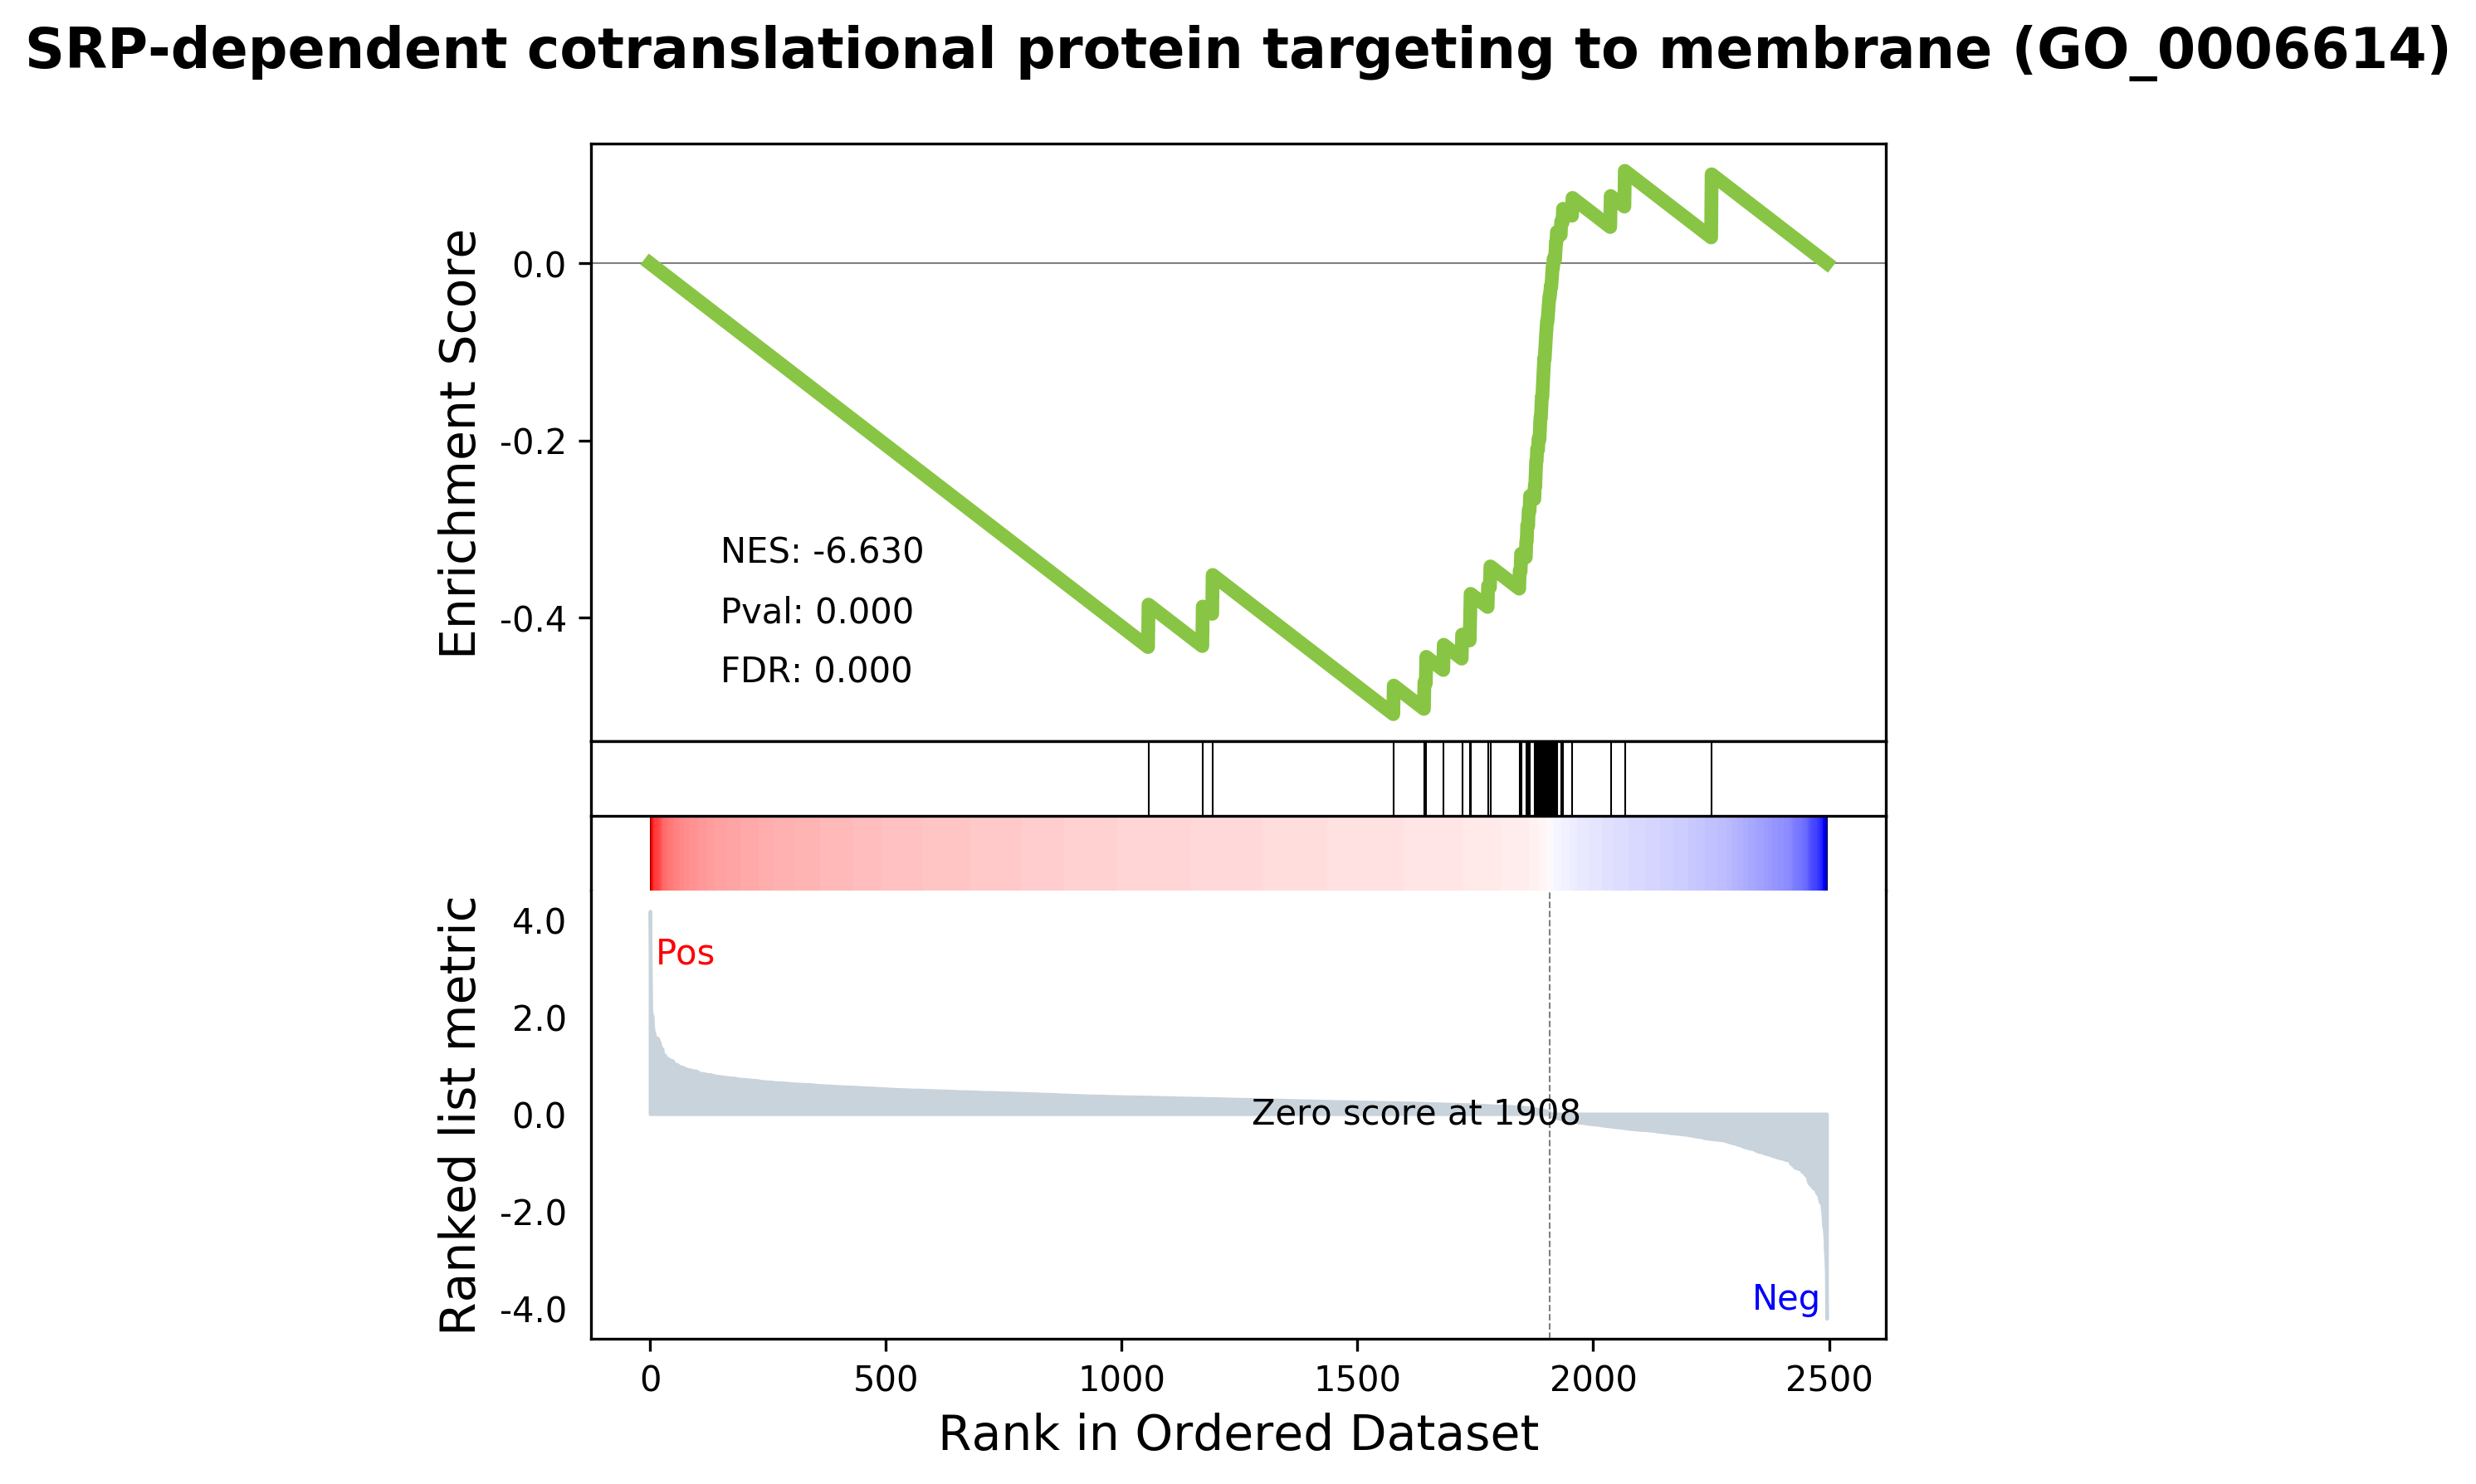 SRP-dependent cotranslational protein targeting to membrane (GO_0006614)
Enrichment Score
0.0
-0.2
-0.4
NES: -6.630
Pval: 0.000
FDR: 0.000
Ranked list metric
4.0
2.0
0.0
-2.0
-4.0
Pos
Zero score at 1908
Neg
0 500 1000 1500 2000 2500
Rank in Ordered Dataset